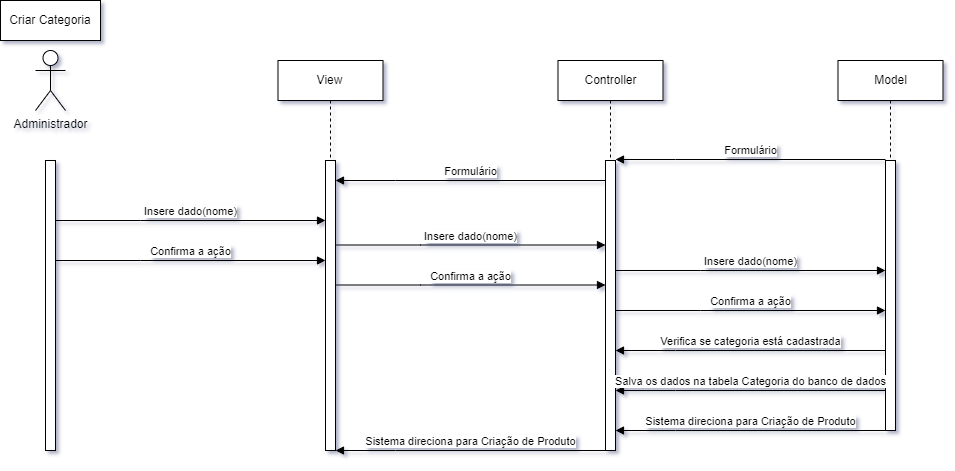 Criar Categoria
Administrador
View
Controller
Model
Formulário
Formulário
Insere dado(nome)
Insere dado(nome)
Confirma a ação
Insere dado(nome)
Confirma a ação
Confirma a ação
Verifica se categoria está cadastrada
Salva os dados na tabela Categoria do banco de dados
Sistema direciona para Criação de Produto
Sistema direciona para Criação de Produto